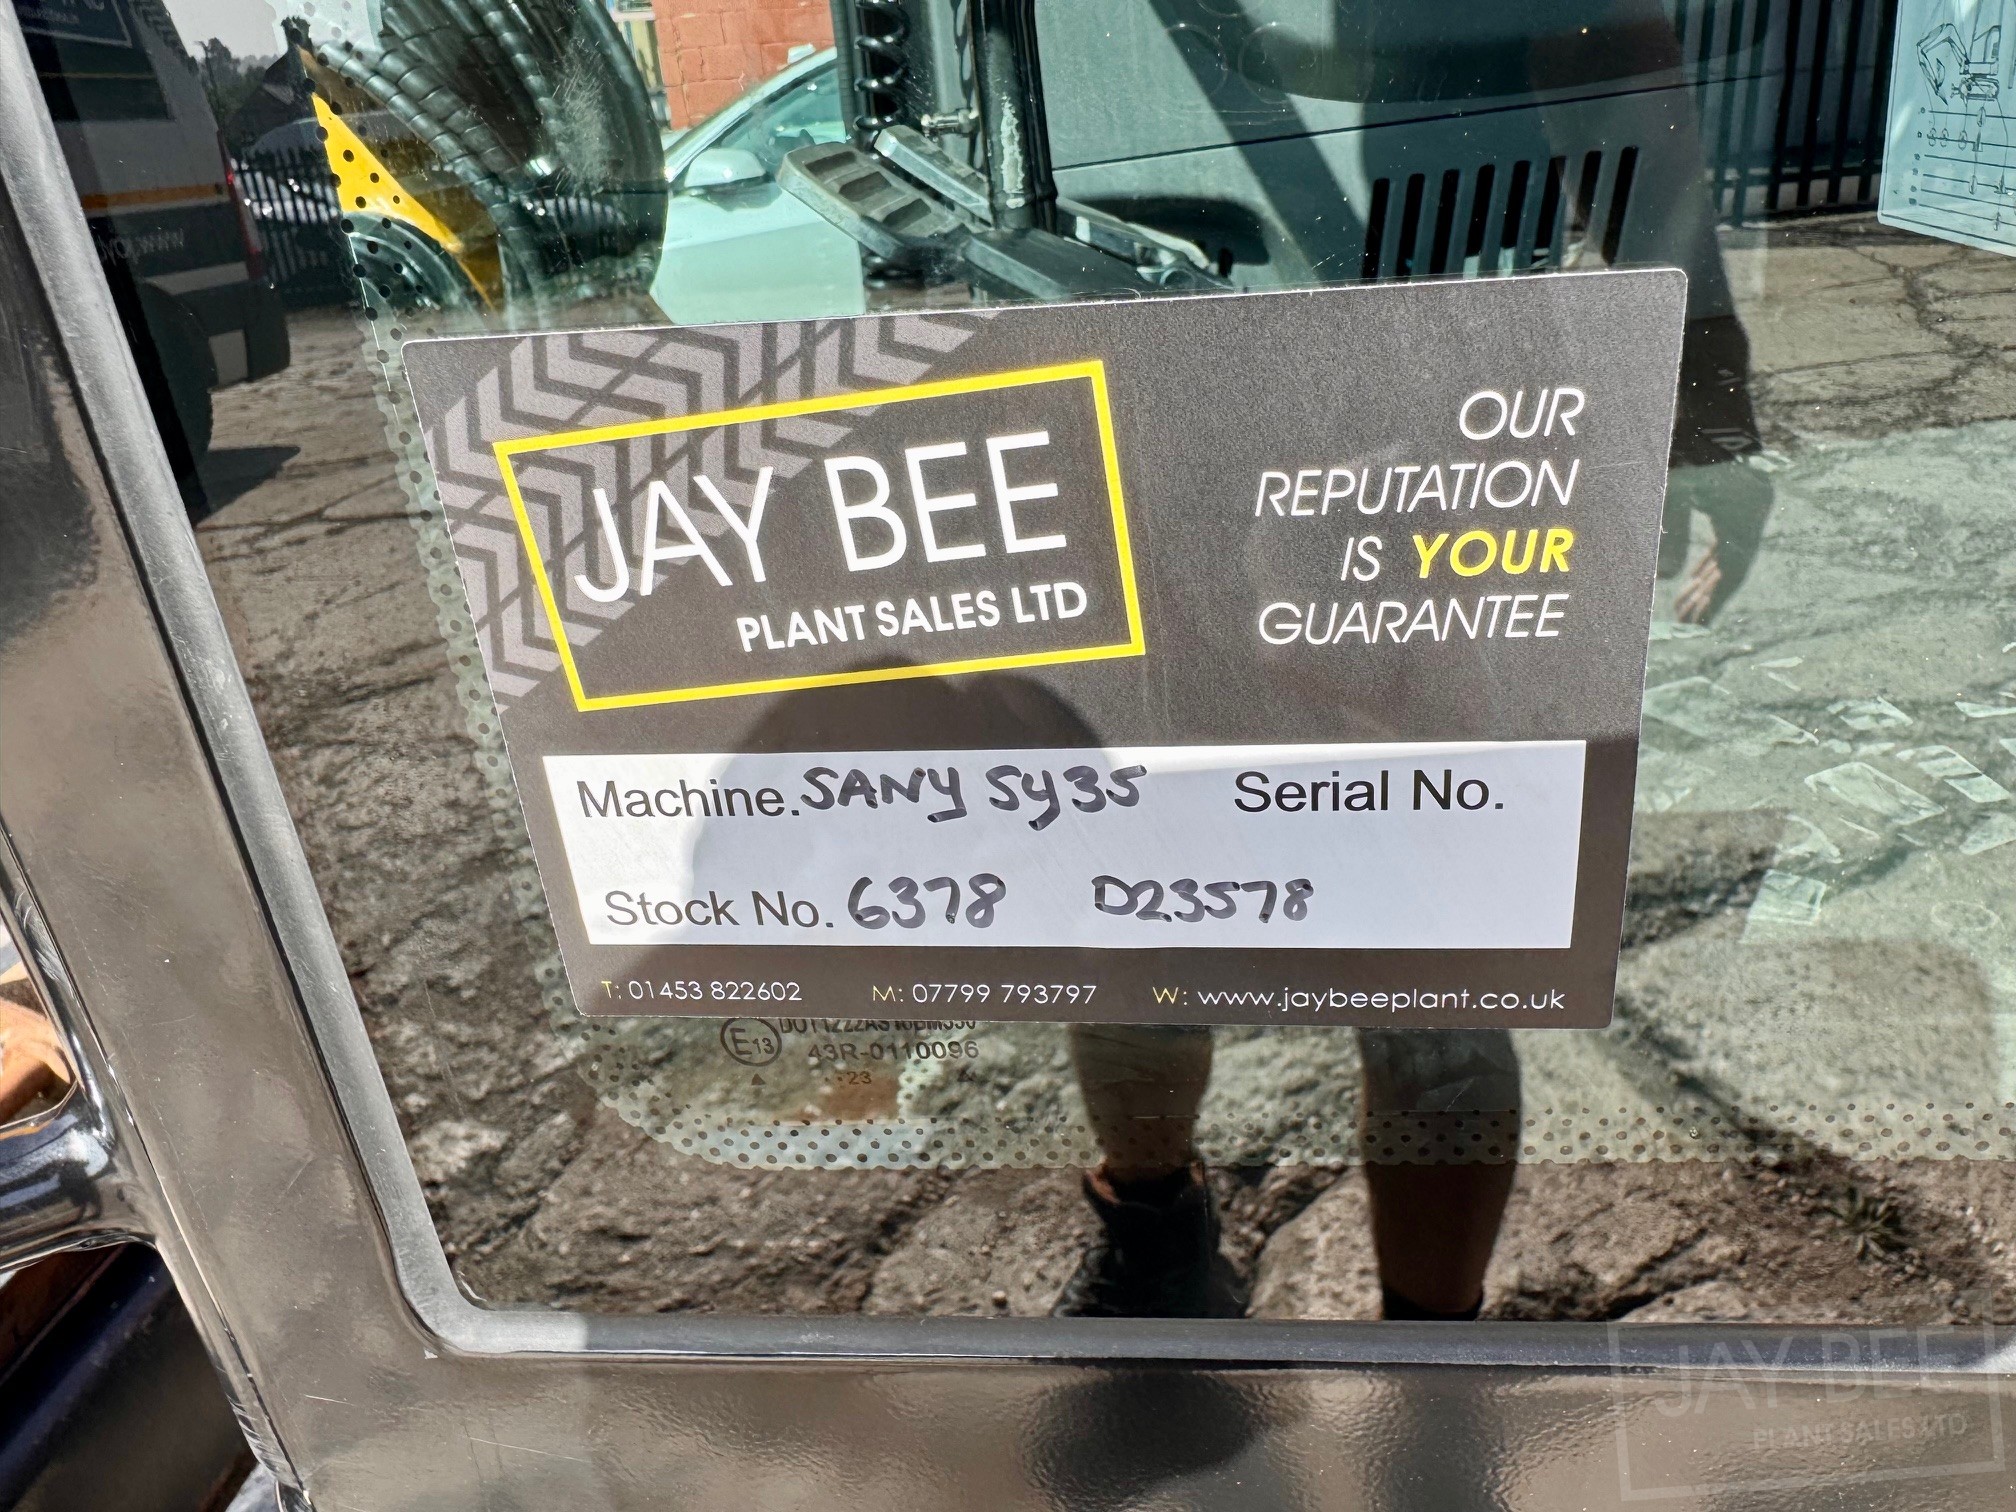 JAY BEE
PLANT SALES LTD
OUR
REPUTATION
IS YOUR
GUARANTEE
Machine. SANY SY35 Serial No.
Stock No. 6378 D23578
T: 01453 822602 M: 07799 793797 W: www.jaybeeplant.co.uk
E13
43R-0110096
23
JAY BEE
PLANT SALES LTD